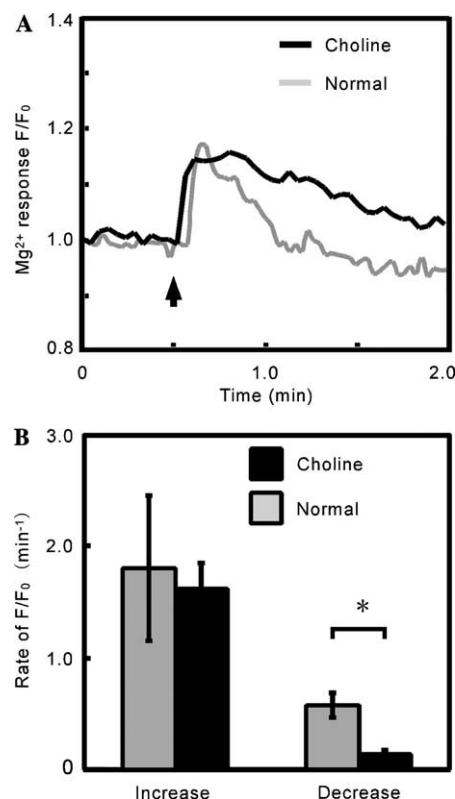 A
1.4
1.2
1.0
0.8
Mg²⁺ response F/F₀
Choline
Normal
0
1.0
2.0
Time (min)
B
3.0
2.0
1.0
0
Rate of F/F₀ (min⁻¹)
Choline
Normal
*
Increase
Decrease